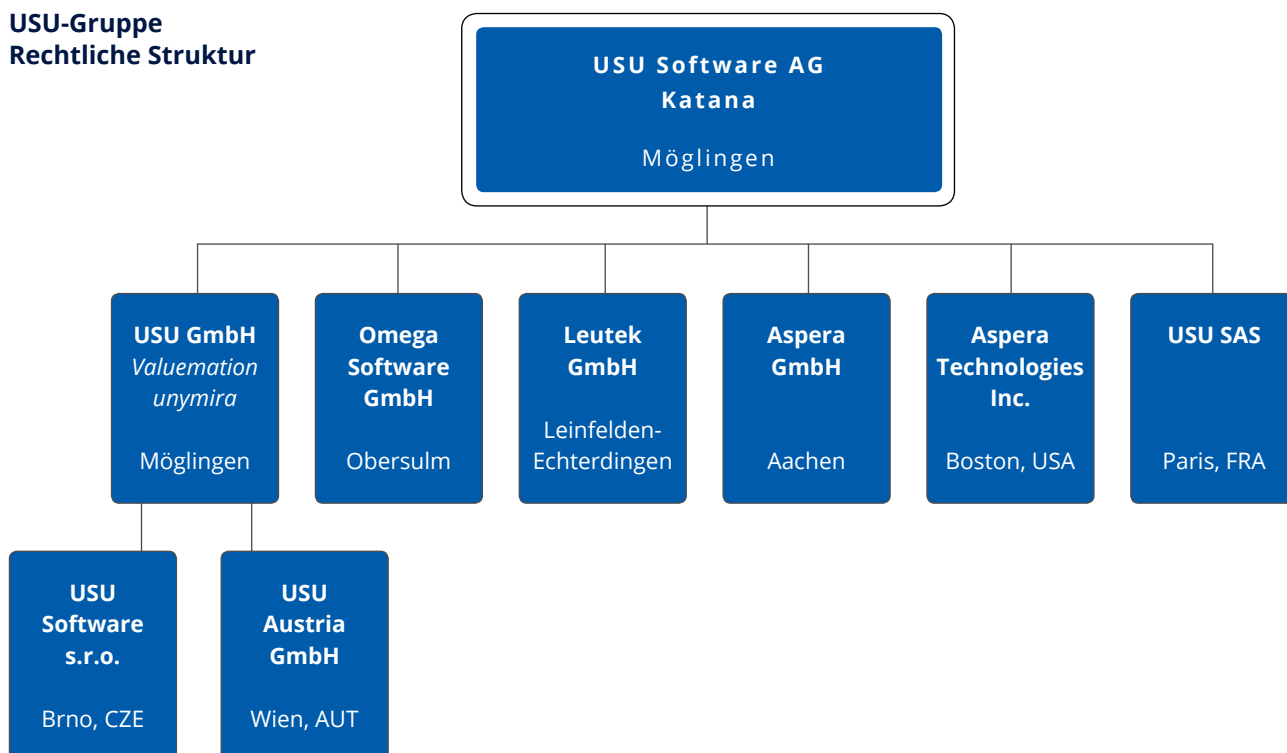 USU-Gruppe
Rechtliche Struktur
USU Software AG
Katana
Möglingen
USU GmbH
Valuemation
unymira
Möglingen
Omega
Software
GmbH
Obersulm
Leutek
GmbH
Leinfelden-
Echterdingen
Aspera
GmbH
Aachen
Aspera
Technologies
Inc.
Boston, USA
USU SAS
Paris, FRA
USU
Software
s.r.o.
Brno, CZE
USU
Austria
GmbH
Wien, AUT